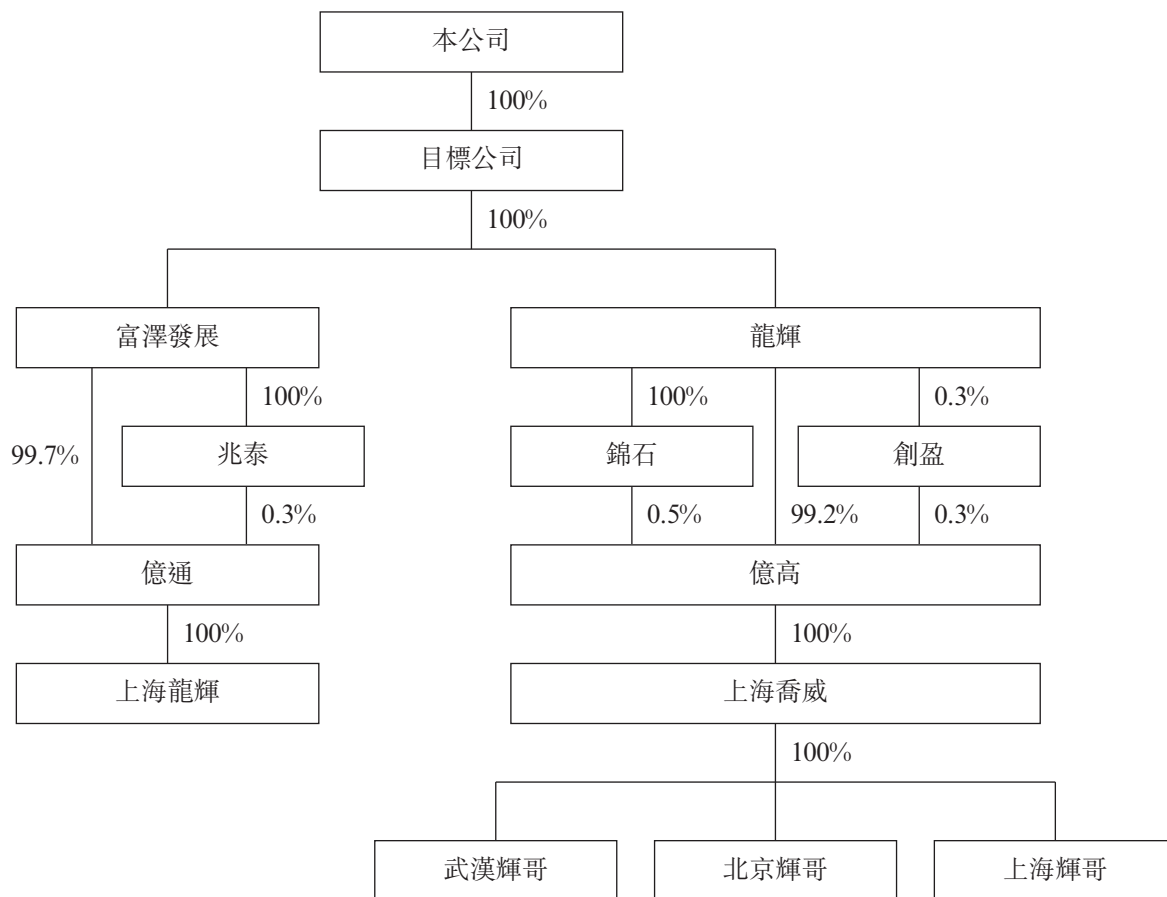 本公司
100%
目標公司
100%
富澤發展
龍輝
100%
100%
0.3%
99.7%
兆泰
錦石
創盈
0.3%
0.5%
99.2%
0.3%
億通
億高
100%
100%
上海龍輝
上海喬威
100%
武漢輝哥
北京輝哥
上海輝哥